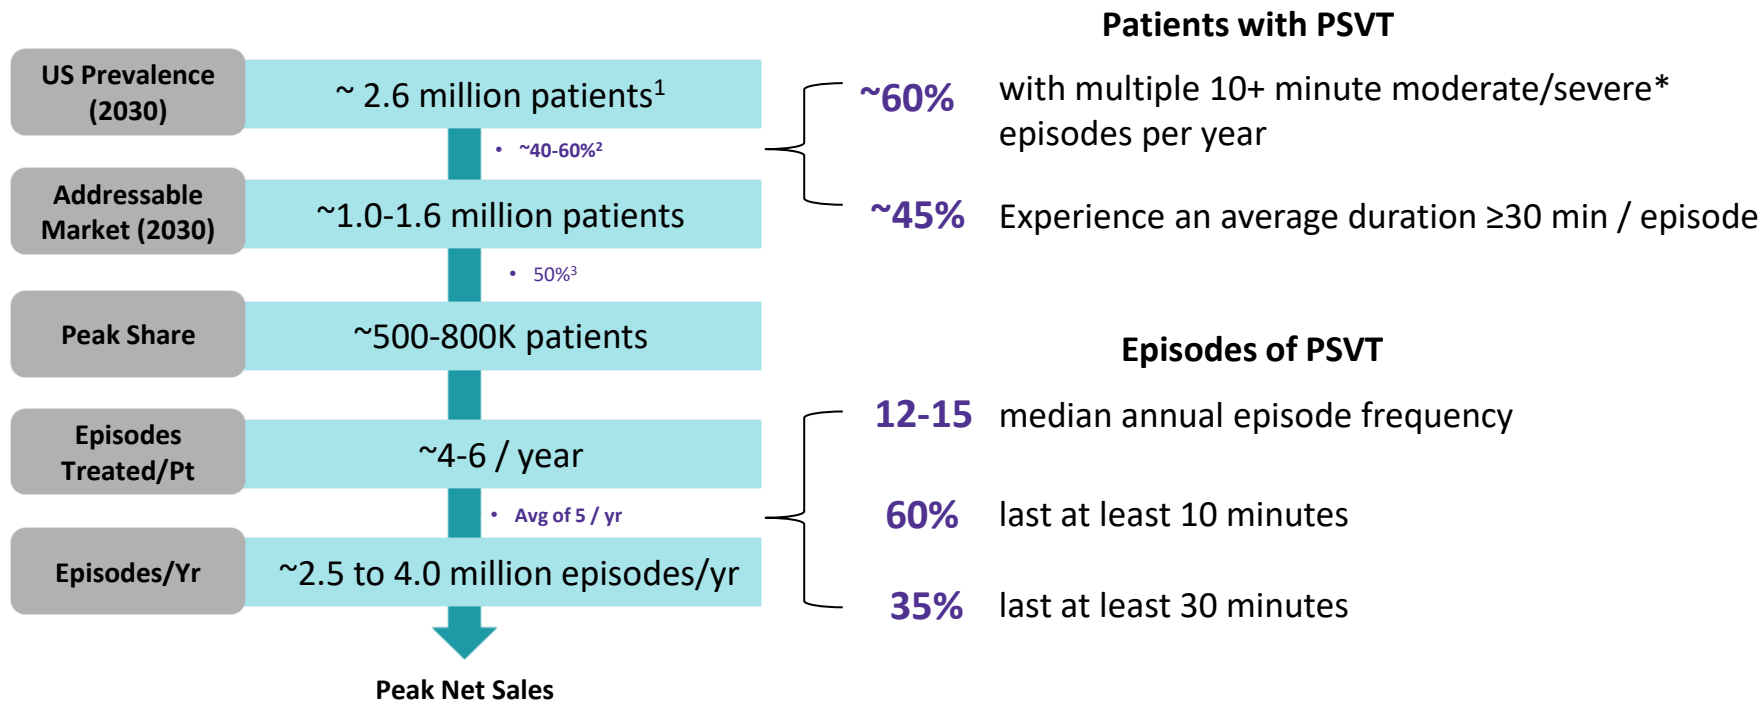 Patients with PSVT
US Prevalence
(2030)
~ 2.6 million patients¹
~60%
with multiple 10+ minute moderate/severe*
episodes per year
• ~40-60%²
Addressable
Market (2030)
~1.0-1.6 million patients
~45%
Experience an average duration ≥30 min / episode
• 50%³
Peak Share
~500-800K patients
Episodes of PSVT
12-15
median annual episode frequency
Episodes
Treated/Pt
~4-6 / year
60%
last at least 10 minutes
• Avg of 5 / yr
Episodes/Yr
~2.5 to 4.0 million episodes/yr
35%
last at least 30 minutes
Peak Net Sales